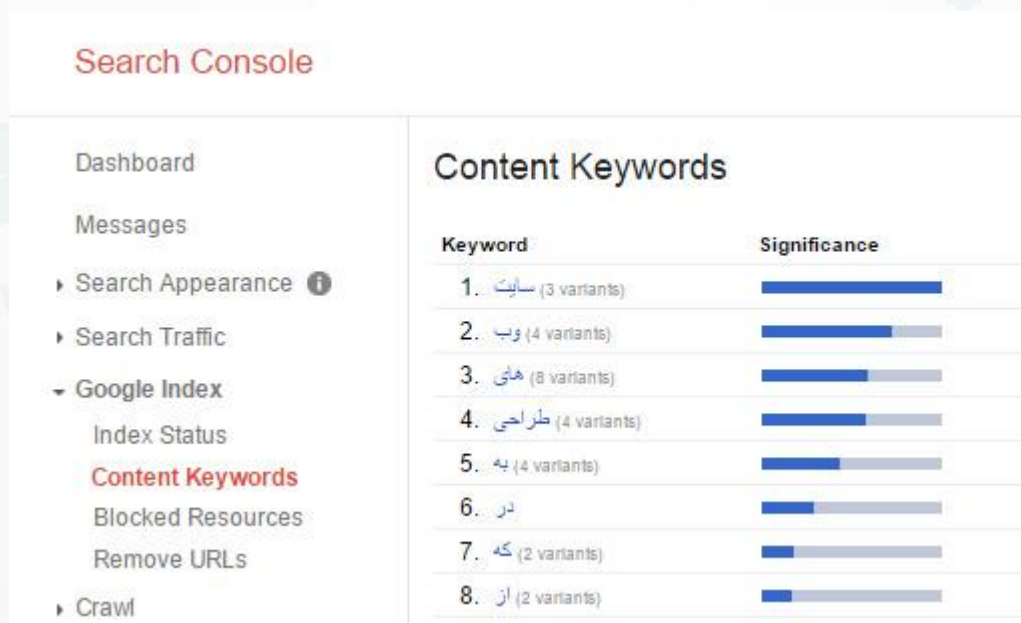 Search Console
Dashboard
Messages
Search Appearance
Search Traffic
Google Index
Index Status
Content Keywords
Blocked Resources
Remove URLs
Crawl
Content Keywords
Keyword Significance
1. سایت (3 variants)
2. وب (4 variants)
3. های (8 variants)
4. طراحی (4 variants)
5. به (4 variants)
6. در
7. که (2 variants)
8. از (2 variants)